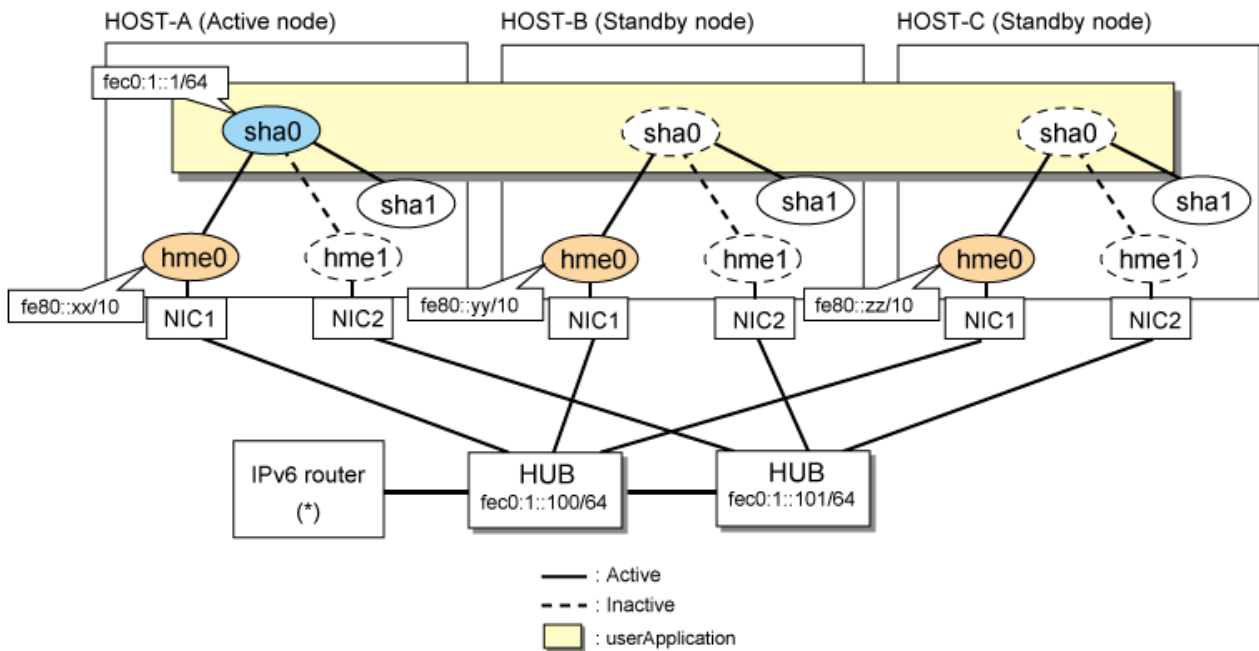 HOST-A (Active node)
HOST-B (Standby node)
HOST-C (Standby node)
fec0:1::1/64
sha0
sha0
sha0
sha1
sha1
sha1
hme0
hme1
hme0
hme1
hme0
hme1
fe80::xx/10
fe80::yy/10
fe80::zz/10
NIC1
NIC2
NIC1
NIC2
NIC1
NIC2
IPv6 router
(*)
HUB
fec0:1::100/64
HUB
fec0:1::101/64
: Active
: Inactive
: userApplication